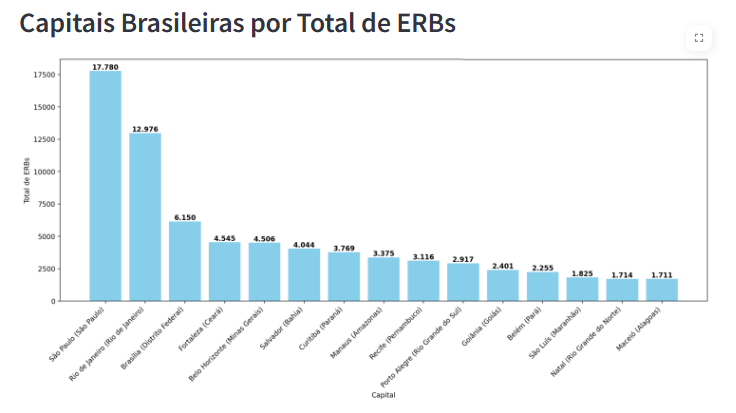 Capitais Brasileiras por Total de ERBs
17.780
17500
15000
12.976
12500
10000
Total de ERBs
7500
6.150
5000
4.545
4.506
4.044
3.769
3.375
3.116
2.917
2500
2.401
2.255
1.825
1.714
1.711
0
São Paulo (São Paulo)
Rio de Janeiro (Rio de Janeiro)
Brasília (Distrito Federal)
Fortaleza (Ceará)
Belo Horizonte (Minas Gerais)
Salvador (Bahia)
Curitiba (Paraná)
Manaus (Amazonas)
Recife (Pernambuco)
Porto Alegre (Rio Grande do Sul)
Goiânia (Goiás)
Belém (Pará)
São Luís (Maranhão)
Natal (Rio Grande do Norte)
Maceió (Alagoas)
Capital